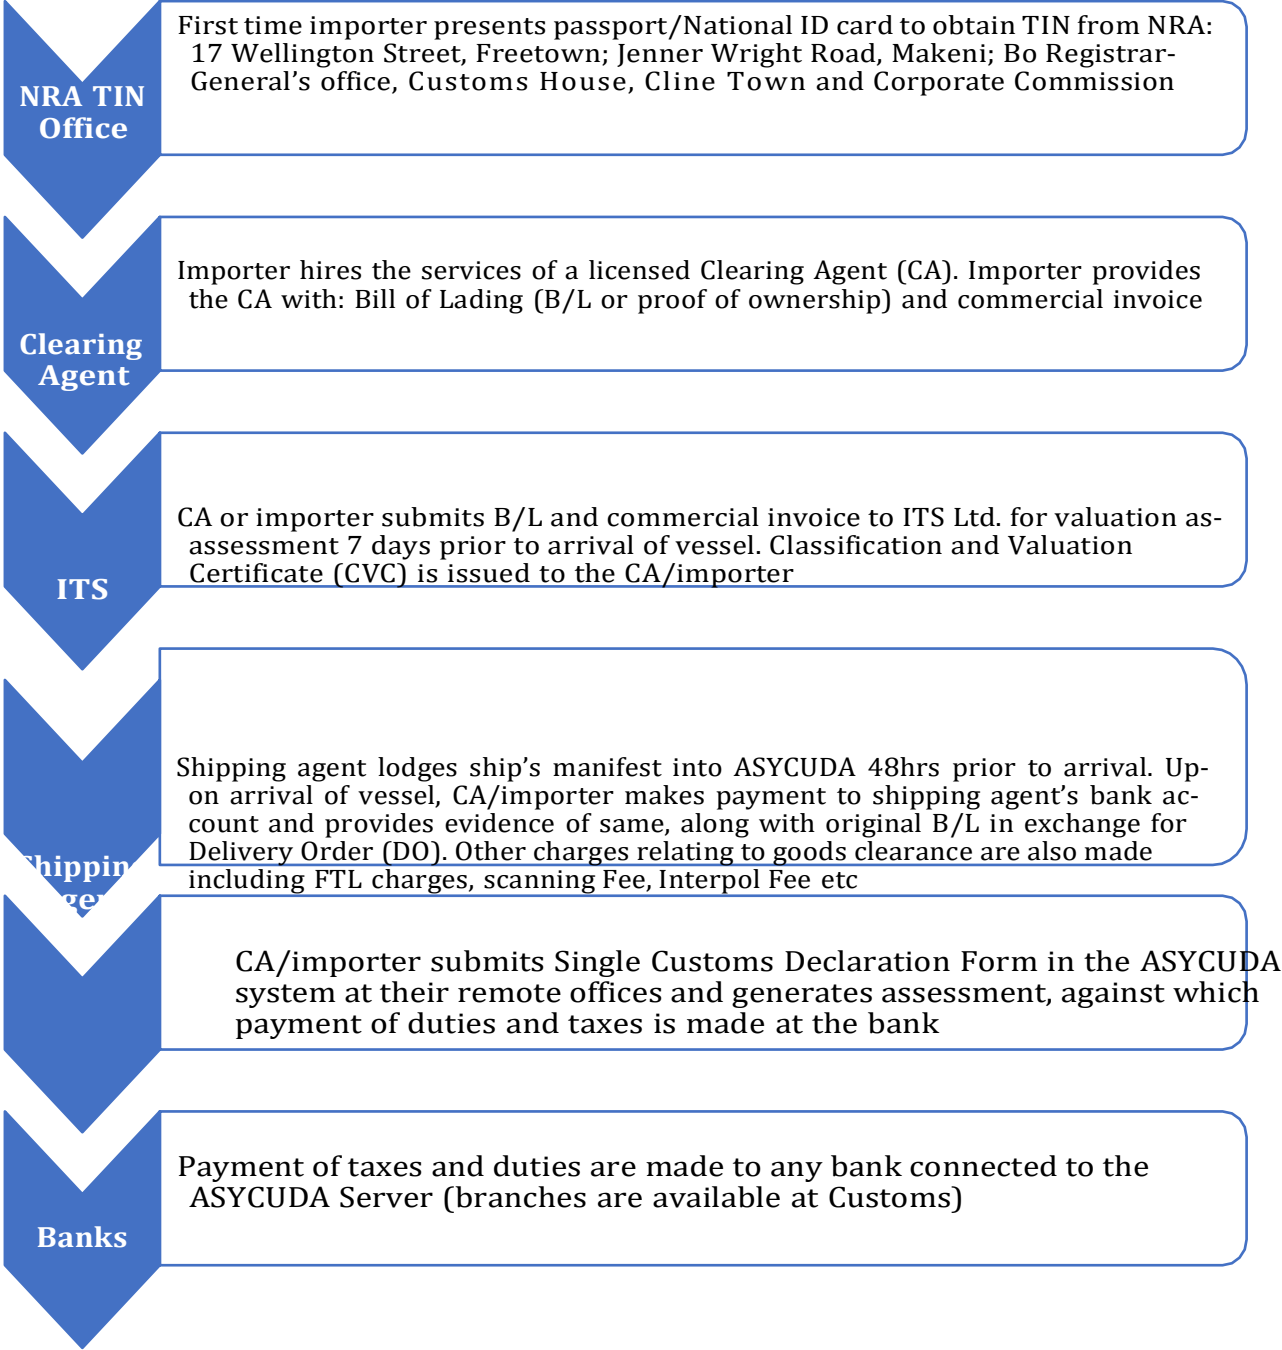 NRA TIN
Office
First time importer presents passport/National ID card to obtain TIN from NRA:
17 Wellington Street, Freetown; Jenner Wright Road, Makeni; Bo Registrar-
General's office, Customs House, Cline Town and Corporate Commission
Clearing
Agent
Importer hires the services of a licensed Clearing Agent (CA). Importer provides
the CA with: Bill of Lading (B/L or proof of ownership) and commercial invoice
ITS
CA or importer submits B/L and commercial invoice to ITS Ltd. for valuation as-
assessment 7 days prior to arrival of vessel. Classification and Valuation
Certificate (CVC) is issued to the CA/importer
Shipping agent lodges ship's manifest into ASYCUDA 48hrs prior to arrival. Up-
on arrival of vessel, CA/importer makes payment to shipping agent's bank ac-
count and provides evidence of same, along with original B/L in exchange for
Delivery Order (DO). Other charges relating to goods clearance are also made
including FTL charges, scanning Fee, Interpol Fee etc
CA/importer submits Single Customs Declaration Form in the ASYCUDA
system at their remote offices and generates assessment, against which
payment of duties and taxes is made at the bank
Banks
Payment of taxes and duties are made to any bank connected to the
ASYCUDA Server (branches are available at Customs)